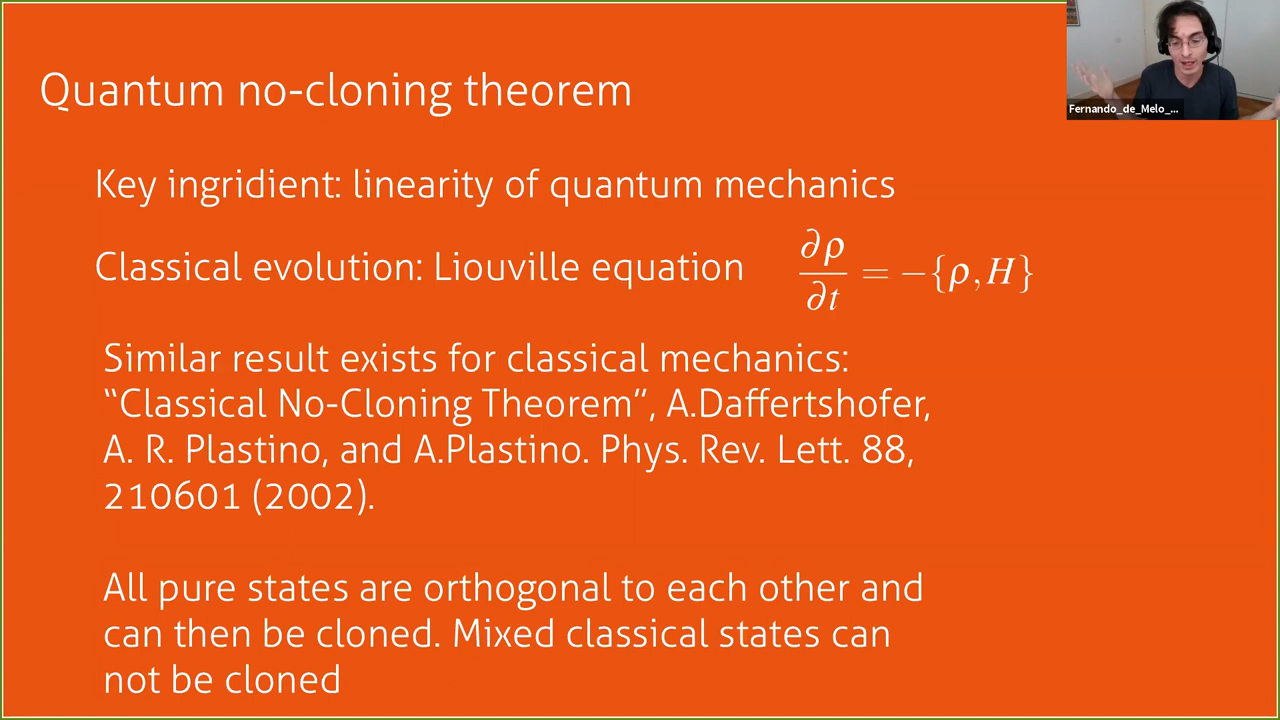 Quantum no-cloning theorem
Fernando_de_Melo_...
Key ingridient: linearity of quantum mechanics
Classical evolution: Liouville equation ∂ρ/∂t = −{ρ, H}
Similar result exists for classical mechanics:
“Classical No-Cloning Theorem”, A.Daffertshofer,
A. R. Plastino, and A.Plastino. Phys. Rev. Lett. 88,
210601 (2002).
All pure states are orthogonal to each other and
can then be cloned. Mixed classical states can
not be cloned